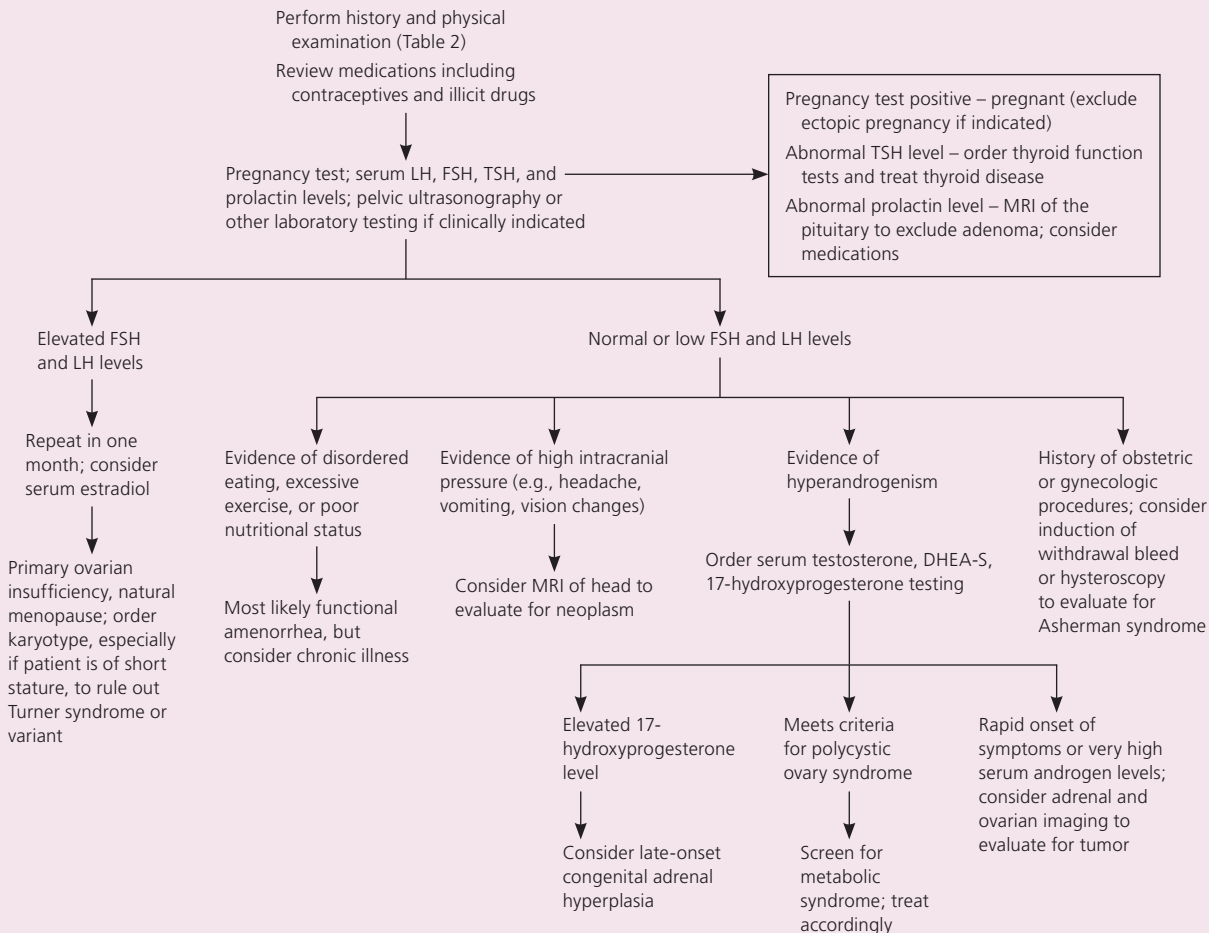 Perform history and physical
examination (Table 2)
Review medications including
contraceptives and illicit drugs
Pregnancy test; serum LH, FSH, TSH, and
prolactin levels; pelvic ultrasonography or
other laboratory testing if clinically indicated
Pregnancy test positive – pregnant (exclude
ectopic pregnancy if indicated)
Abnormal TSH level – order thyroid function
tests and treat thyroid disease
Abnormal prolactin level – MRI of the
pituitary to exclude adenoma; consider
medications
Elevated FSH
and LH levels
Repeat in one
month; consider
serum estradiol
Primary ovarian
insufficiency, natural
menopause; order
karyotype, especially
if patient is of short
stature, to rule out
Turner syndrome or
variant
Normal or low FSH and LH levels
Evidence of disordered
eating, excessive
exercise, or poor
nutritional status
Most likely functional
amenorrhea, but
consider chronic illness
Evidence of high intracranial
pressure (e.g., headache,
vomiting, vision changes)
Consider MRI of head to
evaluate for neoplasm
Evidence of
hyperandrogenism
Order serum testosterone, DHEA-S,
17-hydroxyprogesterone testing
Elevated 17-
hydroxyprogesterone
level
Consider late-onset
congenital adrenal
hyperplasia
Meets criteria
for polycystic
ovary syndrome
Screen for
metabolic
syndrome; treat
accordingly
Rapid onset of
symptoms or very high
serum androgen levels;
consider adrenal and
ovarian imaging to
evaluate for tumor
History of obstetric
or gynecologic
procedures; consider
induction of
withdrawal bleed
or hysteroscopy
to evaluate for
Asherman syndrome